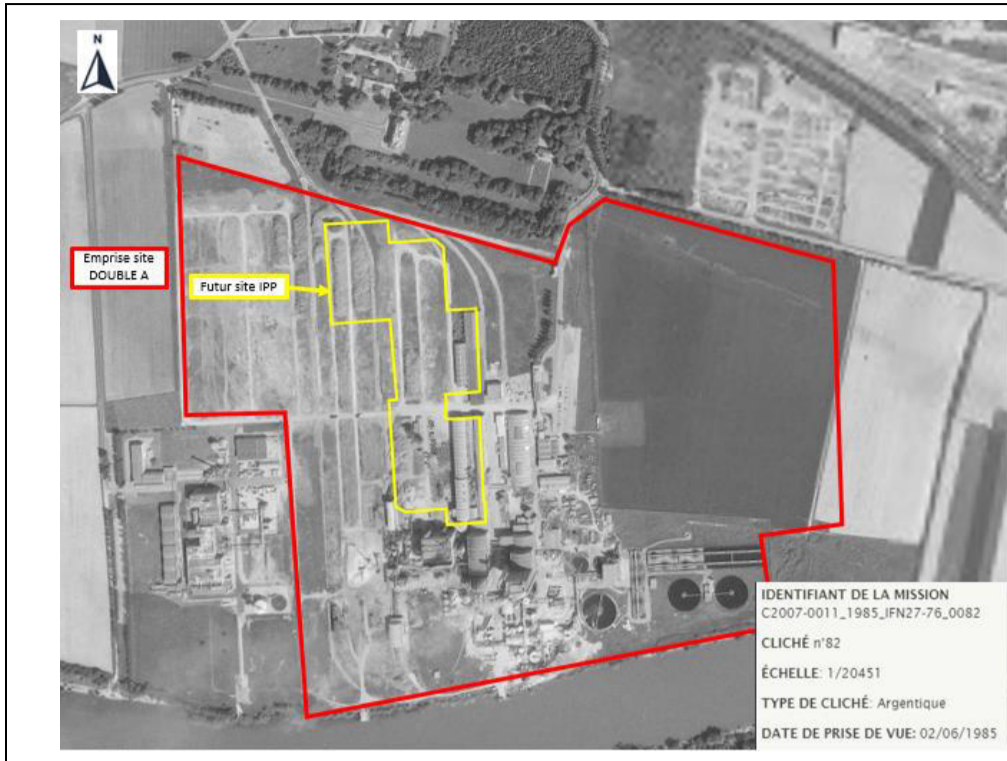 N
Emprise site
DOUBLE A
Futur site IPP
IDENTIFIANT DE LA MISSION
C2007-0011_1985_IFN27-76_0082
CLICHÉ n°82
ÉCHELLE: 1/20451
TYPE DE CLICHÉ: Argentique
DATE DE PRISE DE VUE: 02/06/1985